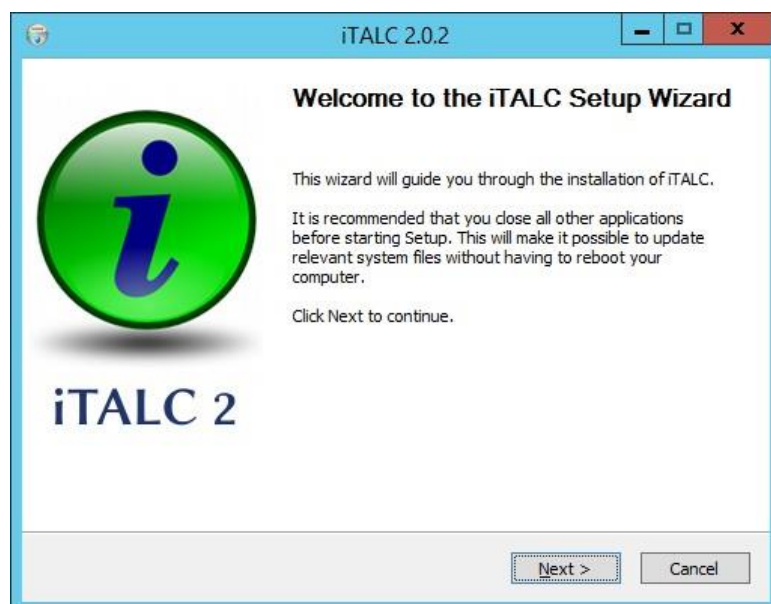 iTALC 2.0.2
Welcome to the iTALC Setup Wizard
This wizard will guide you through the installation of iTALC.
It is recommended that you close all other applications
before starting Setup. This will make it possible to update
relevant system files without having to reboot your
computer.
Click Next to continue.
i
iTALC 2
Next >
Cancel